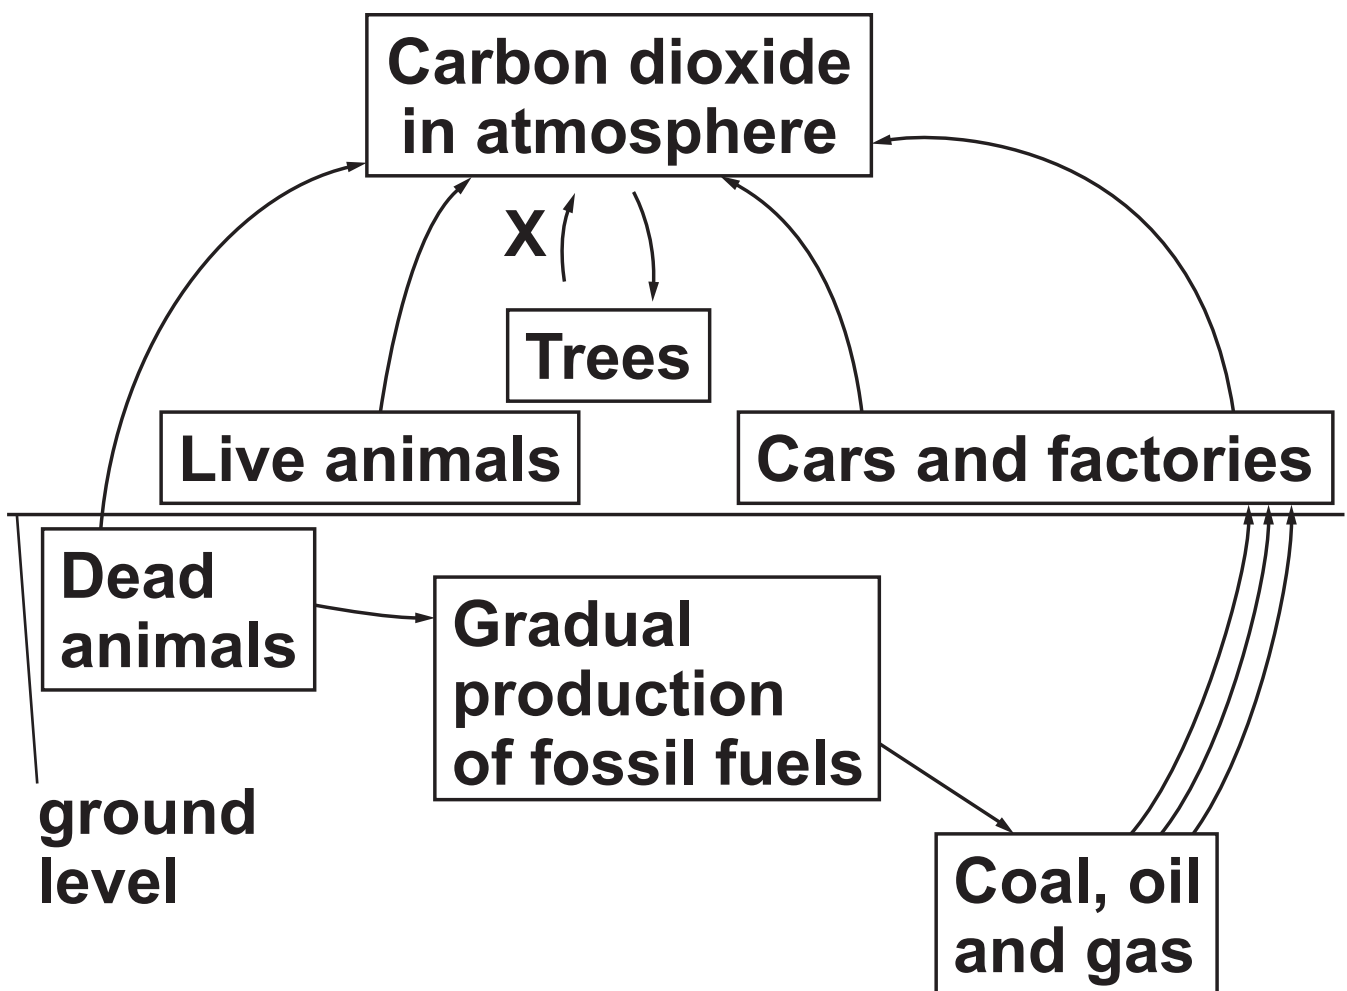 Carbon dioxide
in atmosphere
X
Trees
Live animals
Cars and factories
Dead
animals
Gradual
production
of fossil fuels
ground
level
Coal, oil
and gas